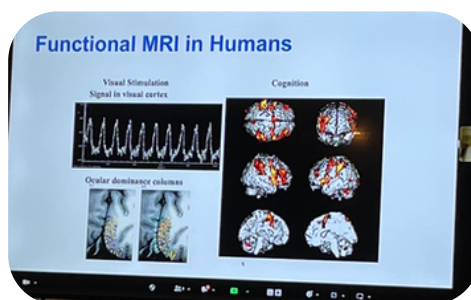 Functional MRI in Humans
Visual Stimulation
Signal in visual cortex
Cognition
Ocular dominance columns